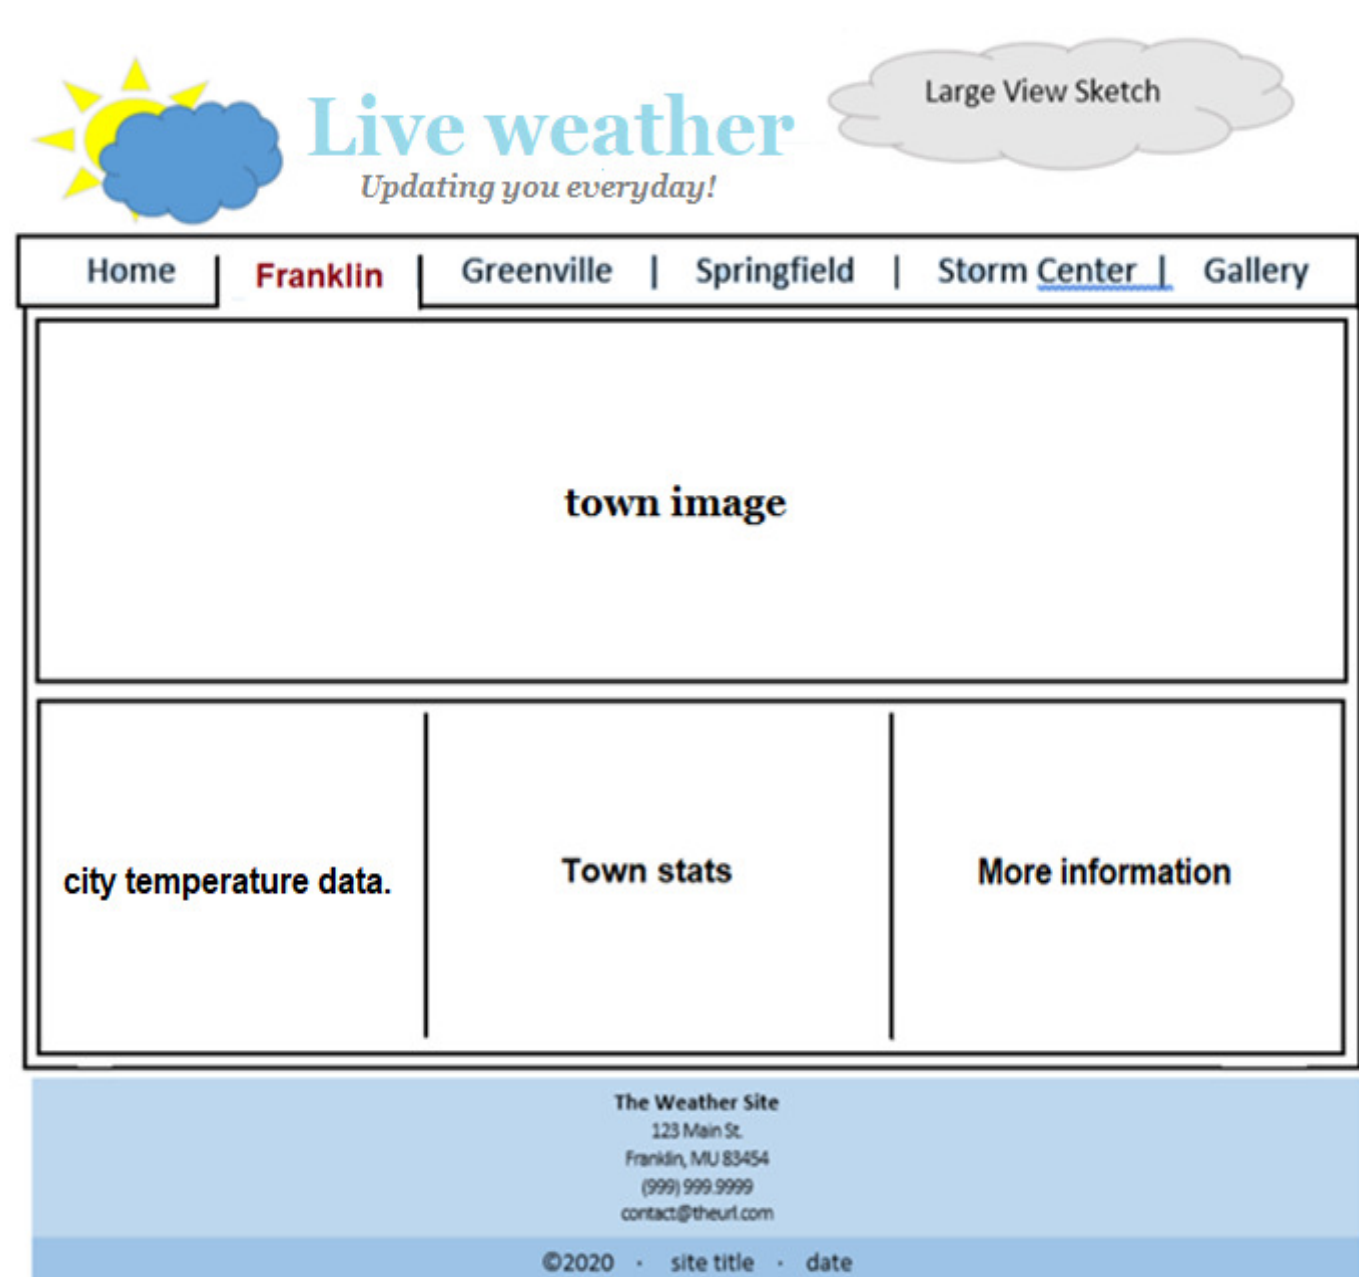 Large View Sketch
Live weather
Updating you everyday!
Home | Franklin | Greenville | Springfield | Storm Center | Gallery
town image
city temperature data. Town stats More information
The Weather Site
123 Main St.
Franklin, MU 83454
(999) 999.9999
contact@theurl.com
©2020 · site title · date